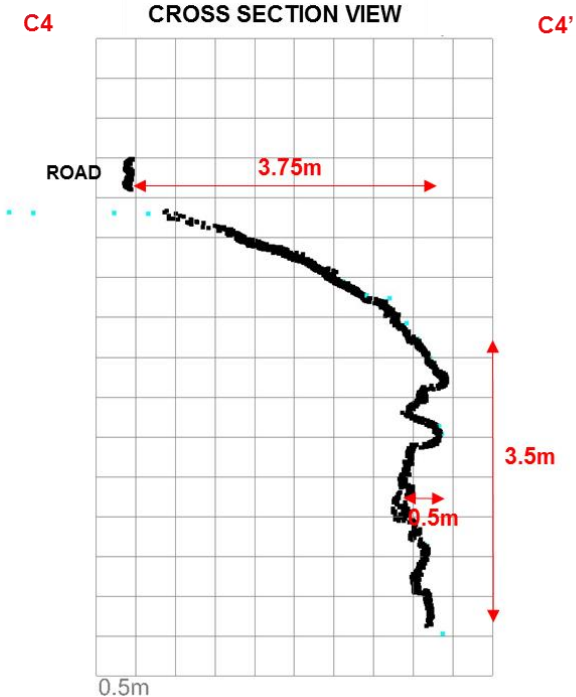 CROSS SECTION VIEW
C4
C4’
ROAD
3.75m
3.5m
0.5m
0.5m